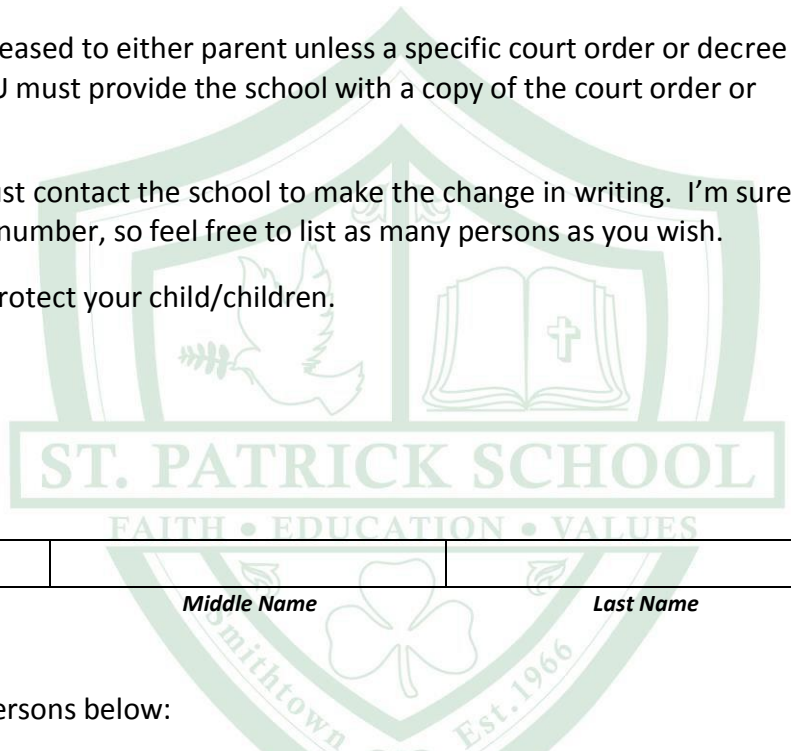 eased to either parent unless a specific court order or decree
U must provide the school with a copy of the court order or
ust contact the school to make the change in writing.  I’m sure
number, so feel free to list as many persons as you wish.
rotect your child/children.
ST. PATRICK SCHOOL
FAITH • EDUCATION • VALUES
Middle Name Last Name
Smithtown Est. 1966
ersons below: